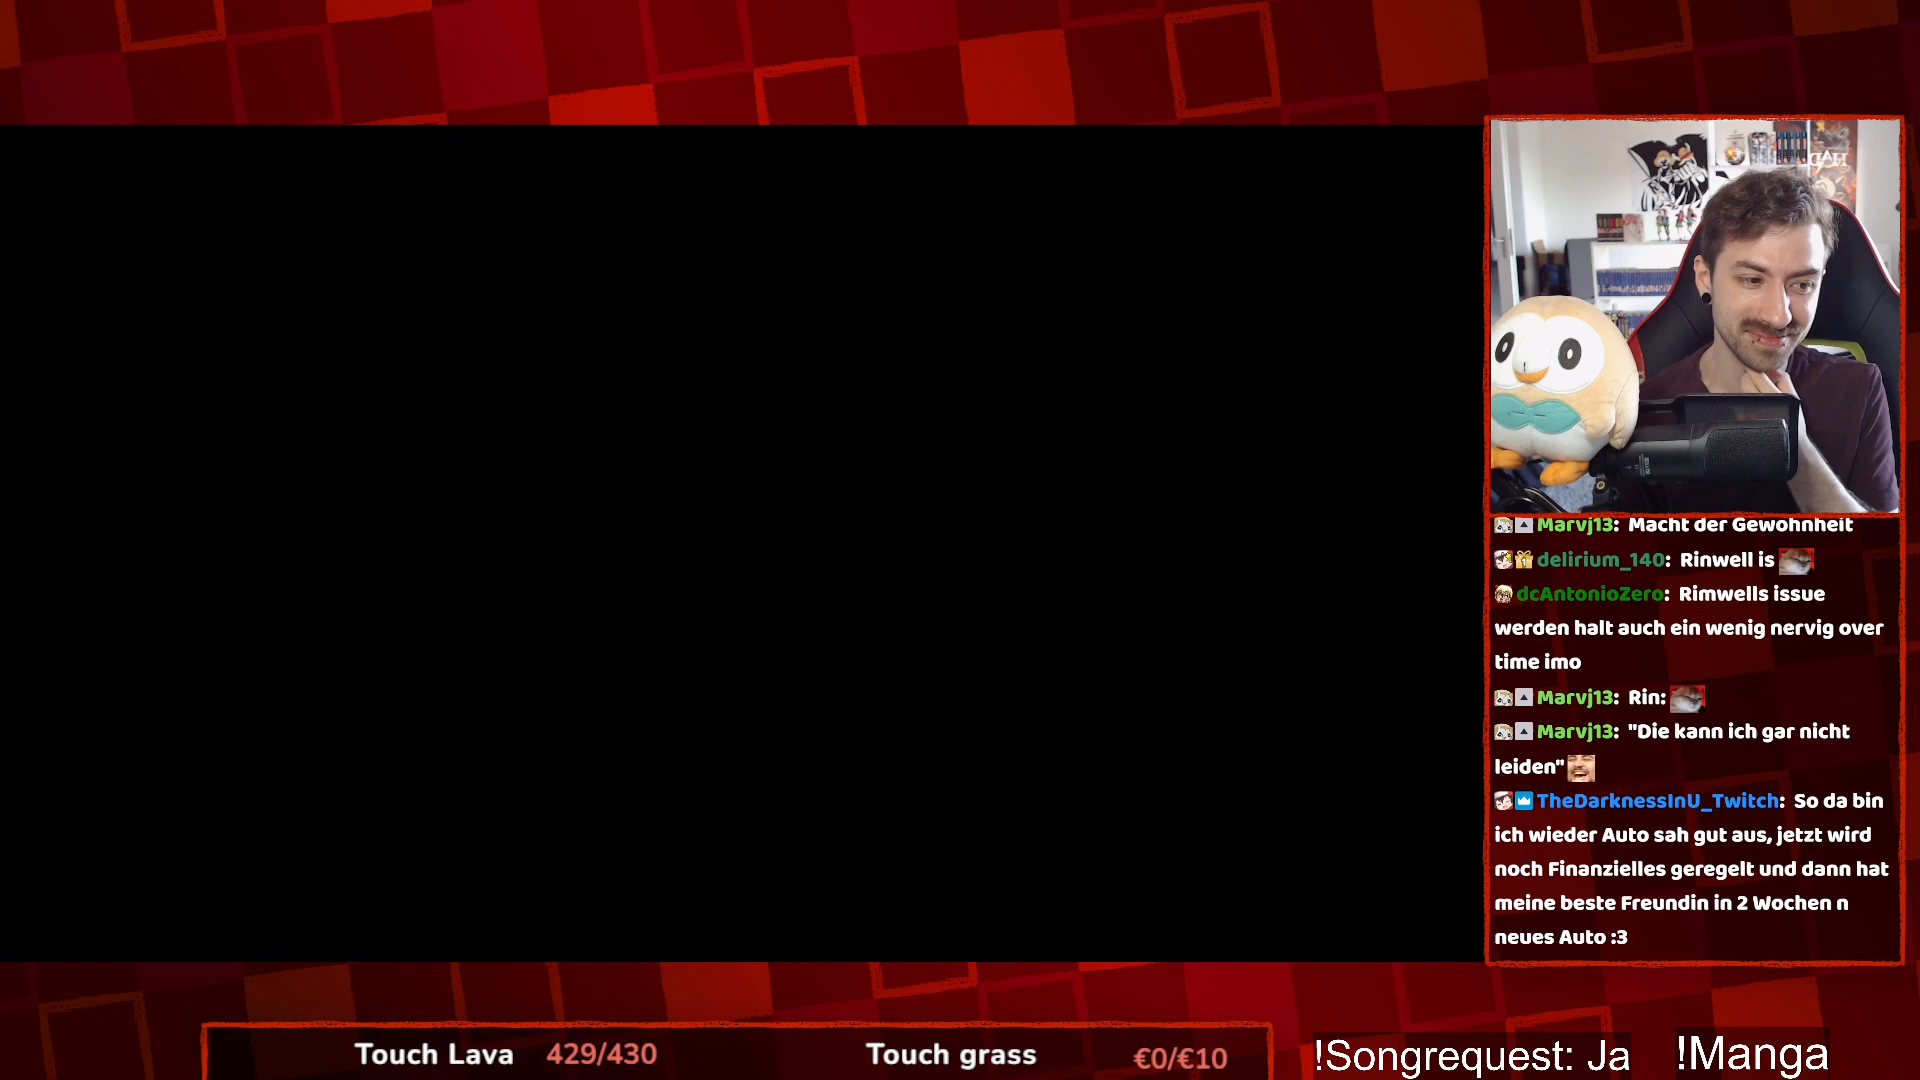 Marvj13: Macht der Gewohnheit
delirium_140: Rinwell is
dcAntonioZero: Rimwells issue
werden halt auch ein wenig nervig over
time imo
Marvj13: Rin:
Marvj13: "Die kann ich gar nicht
leiden"
TheDarknessInU_Twitch: So da bin
ich wieder Auto sah gut aus, jetzt wird
noch Finanzielles geregelt und dann hat
meine beste Freundin in 2 Wochen n
neues Auto :3
Touch Lava 429/430
Touch grass €0/€10
!Songrequest: Ja
!Manga